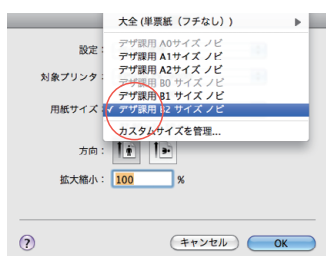 大全 (単票紙（フチなし）)
設定：
デザ課用 A0サイズ ノビ
デザ課用 A1サイズ ノビ
対象プリンタ：
デザ課用 A2サイズ ノビ
デザ課用 B0 サイズ ノビ
デザ課用 B1 サイズ ノビ
用紙サイズ：
✓ デザ課用 B2 サイズ ノビ
カスタムサイズを管理...
方向：
拡大縮小：
100
%
?
キャンセル
OK